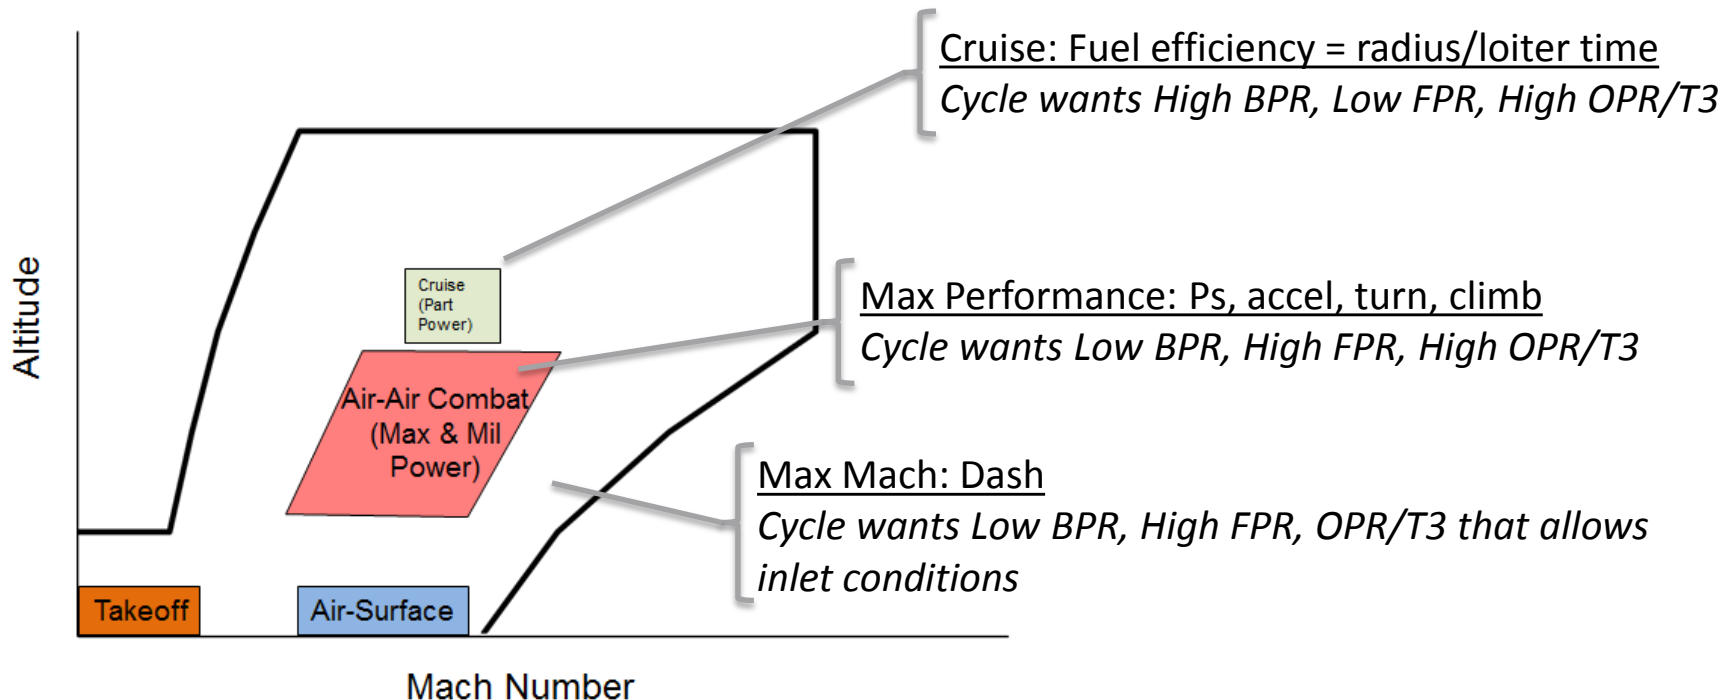 Cruise: Fuel efficiency = radius/loiter time
Cycle wants High BPR, Low FPR, High OPR/T3
Altitude
Cruise
(Part
Power)
Max Performance: Ps, accel, turn, climb
Cycle wants Low BPR, High FPR, High OPR/T3
Air-Air Combat
(Max & Mil
Power)
Max Mach: Dash
Cycle wants Low BPR, High FPR, OPR/T3 that allows
inlet conditions
Takeoff
Air-Surface
Mach Number